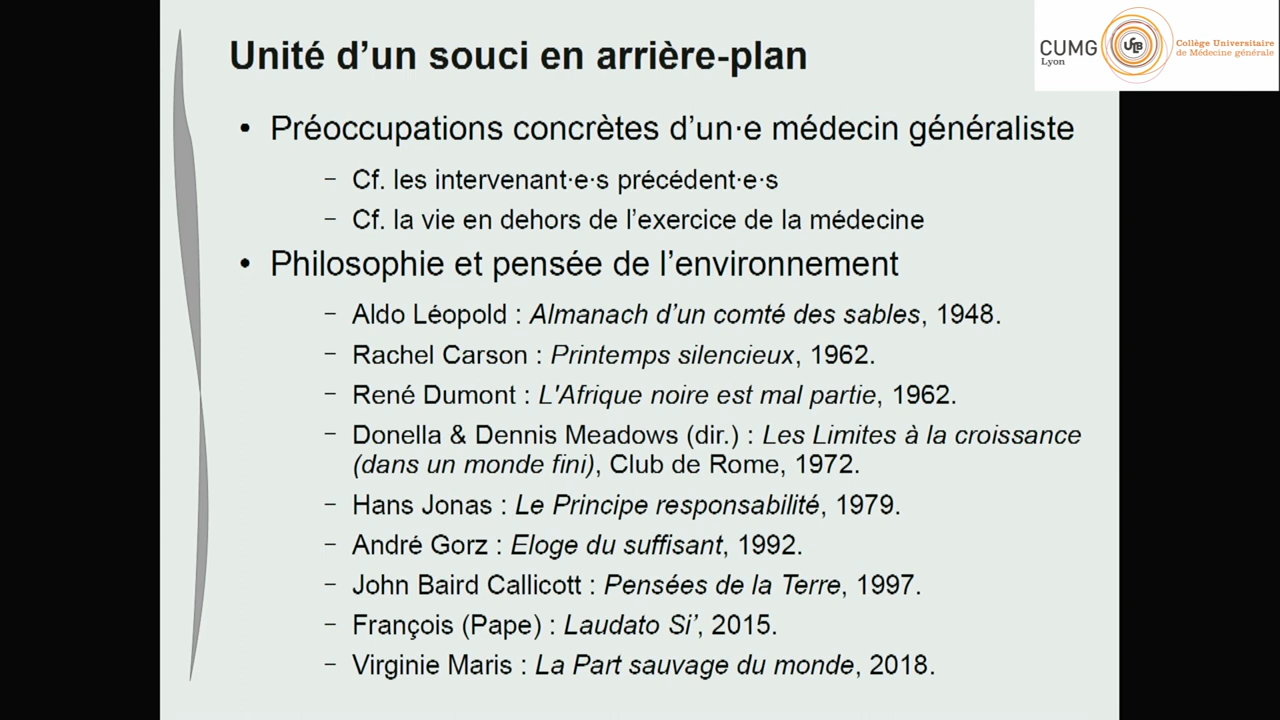 Unité d’un souci en arrière-plan
CUMG
Lyon
UCLB
Collège Universitaire
de Médecine générale
• Préoccupations concrètes d’un·e médecin généraliste
– Cf. les intervenant·e·s précédent·e·s
– Cf. la vie en dehors de l’exercice de la médecine
• Philosophie et pensée de l’environnement
– Aldo Léopold : Almanach d’un comté des sables, 1948.
– Rachel Carson : Printemps silencieux, 1962.
– René Dumont : L'Afrique noire est mal partie, 1962.
– Donella & Dennis Meadows (dir.) : Les Limites à la croissance
(dans un monde fini), Club de Rome, 1972.
– Hans Jonas : Le Principe responsabilité, 1979.
– André Gorz : Eloge du suffisant, 1992.
– John Baird Callicott : Pensées de la Terre, 1997.
– François (Pape) : Laudato Si’, 2015.
– Virginie Maris : La Part sauvage du monde, 2018.